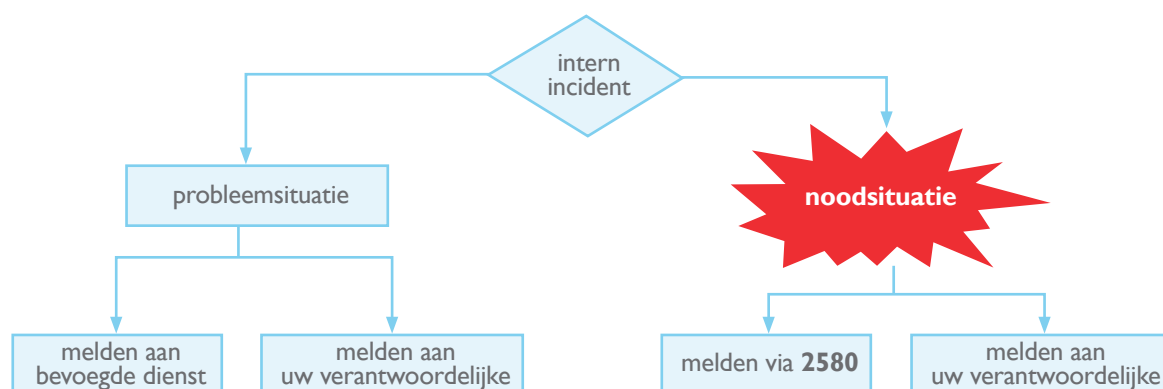 intern
incident
probleemsituatie
noodsituatie
melden aan
bevoegde dienst
melden aan
uw verantwoordelijke
melden via 2580
melden aan
uw verantwoordelijke